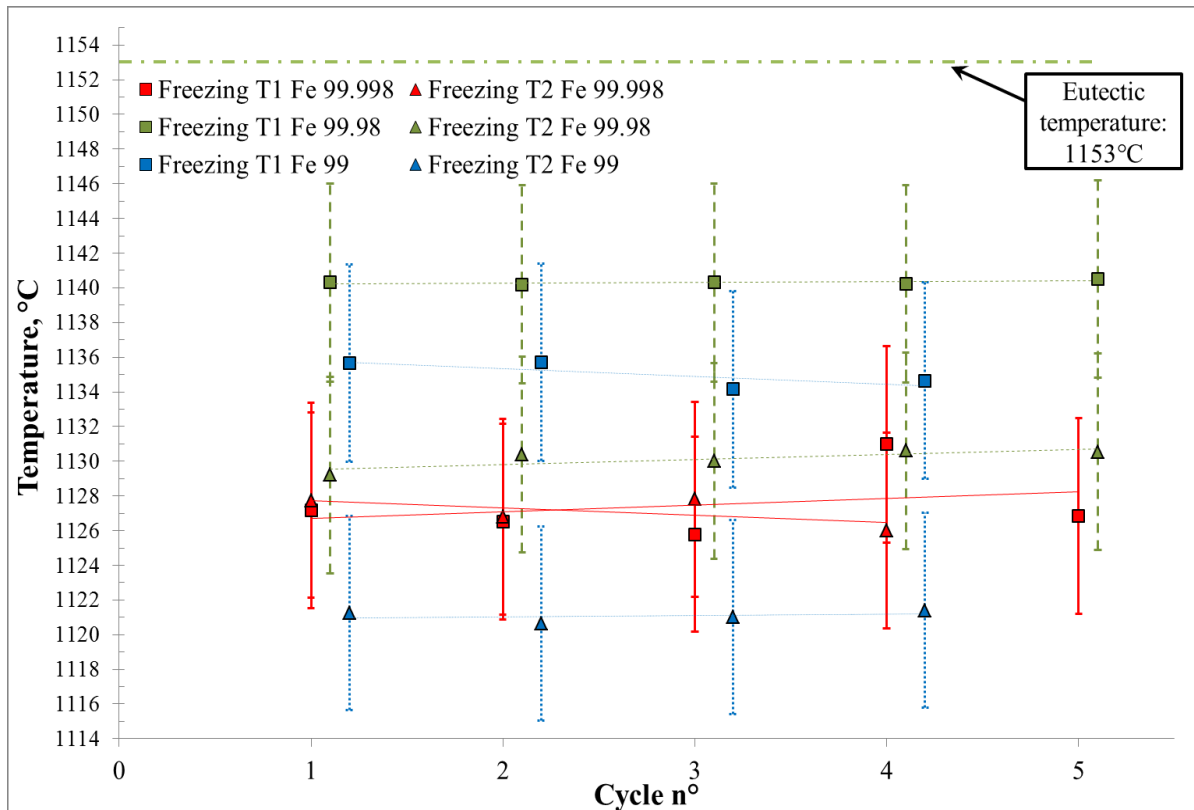 1154
1152
1150
1148
1146
1144
1142
1140
1138
1136
1134
1132
1130
1128
1126
1124
1122
1120
1118
1116
1114
Temperature, °C
Freezing T1 Fe 99.998 Freezing T2 Fe 99.998
Freezing T1 Fe 99.98 Freezing T2 Fe 99.98
Freezing T1 Fe 99 Freezing T2 Fe 99
Eutectic
temperature:
1153°C
0 1 2 3 4 5
Cycle n°